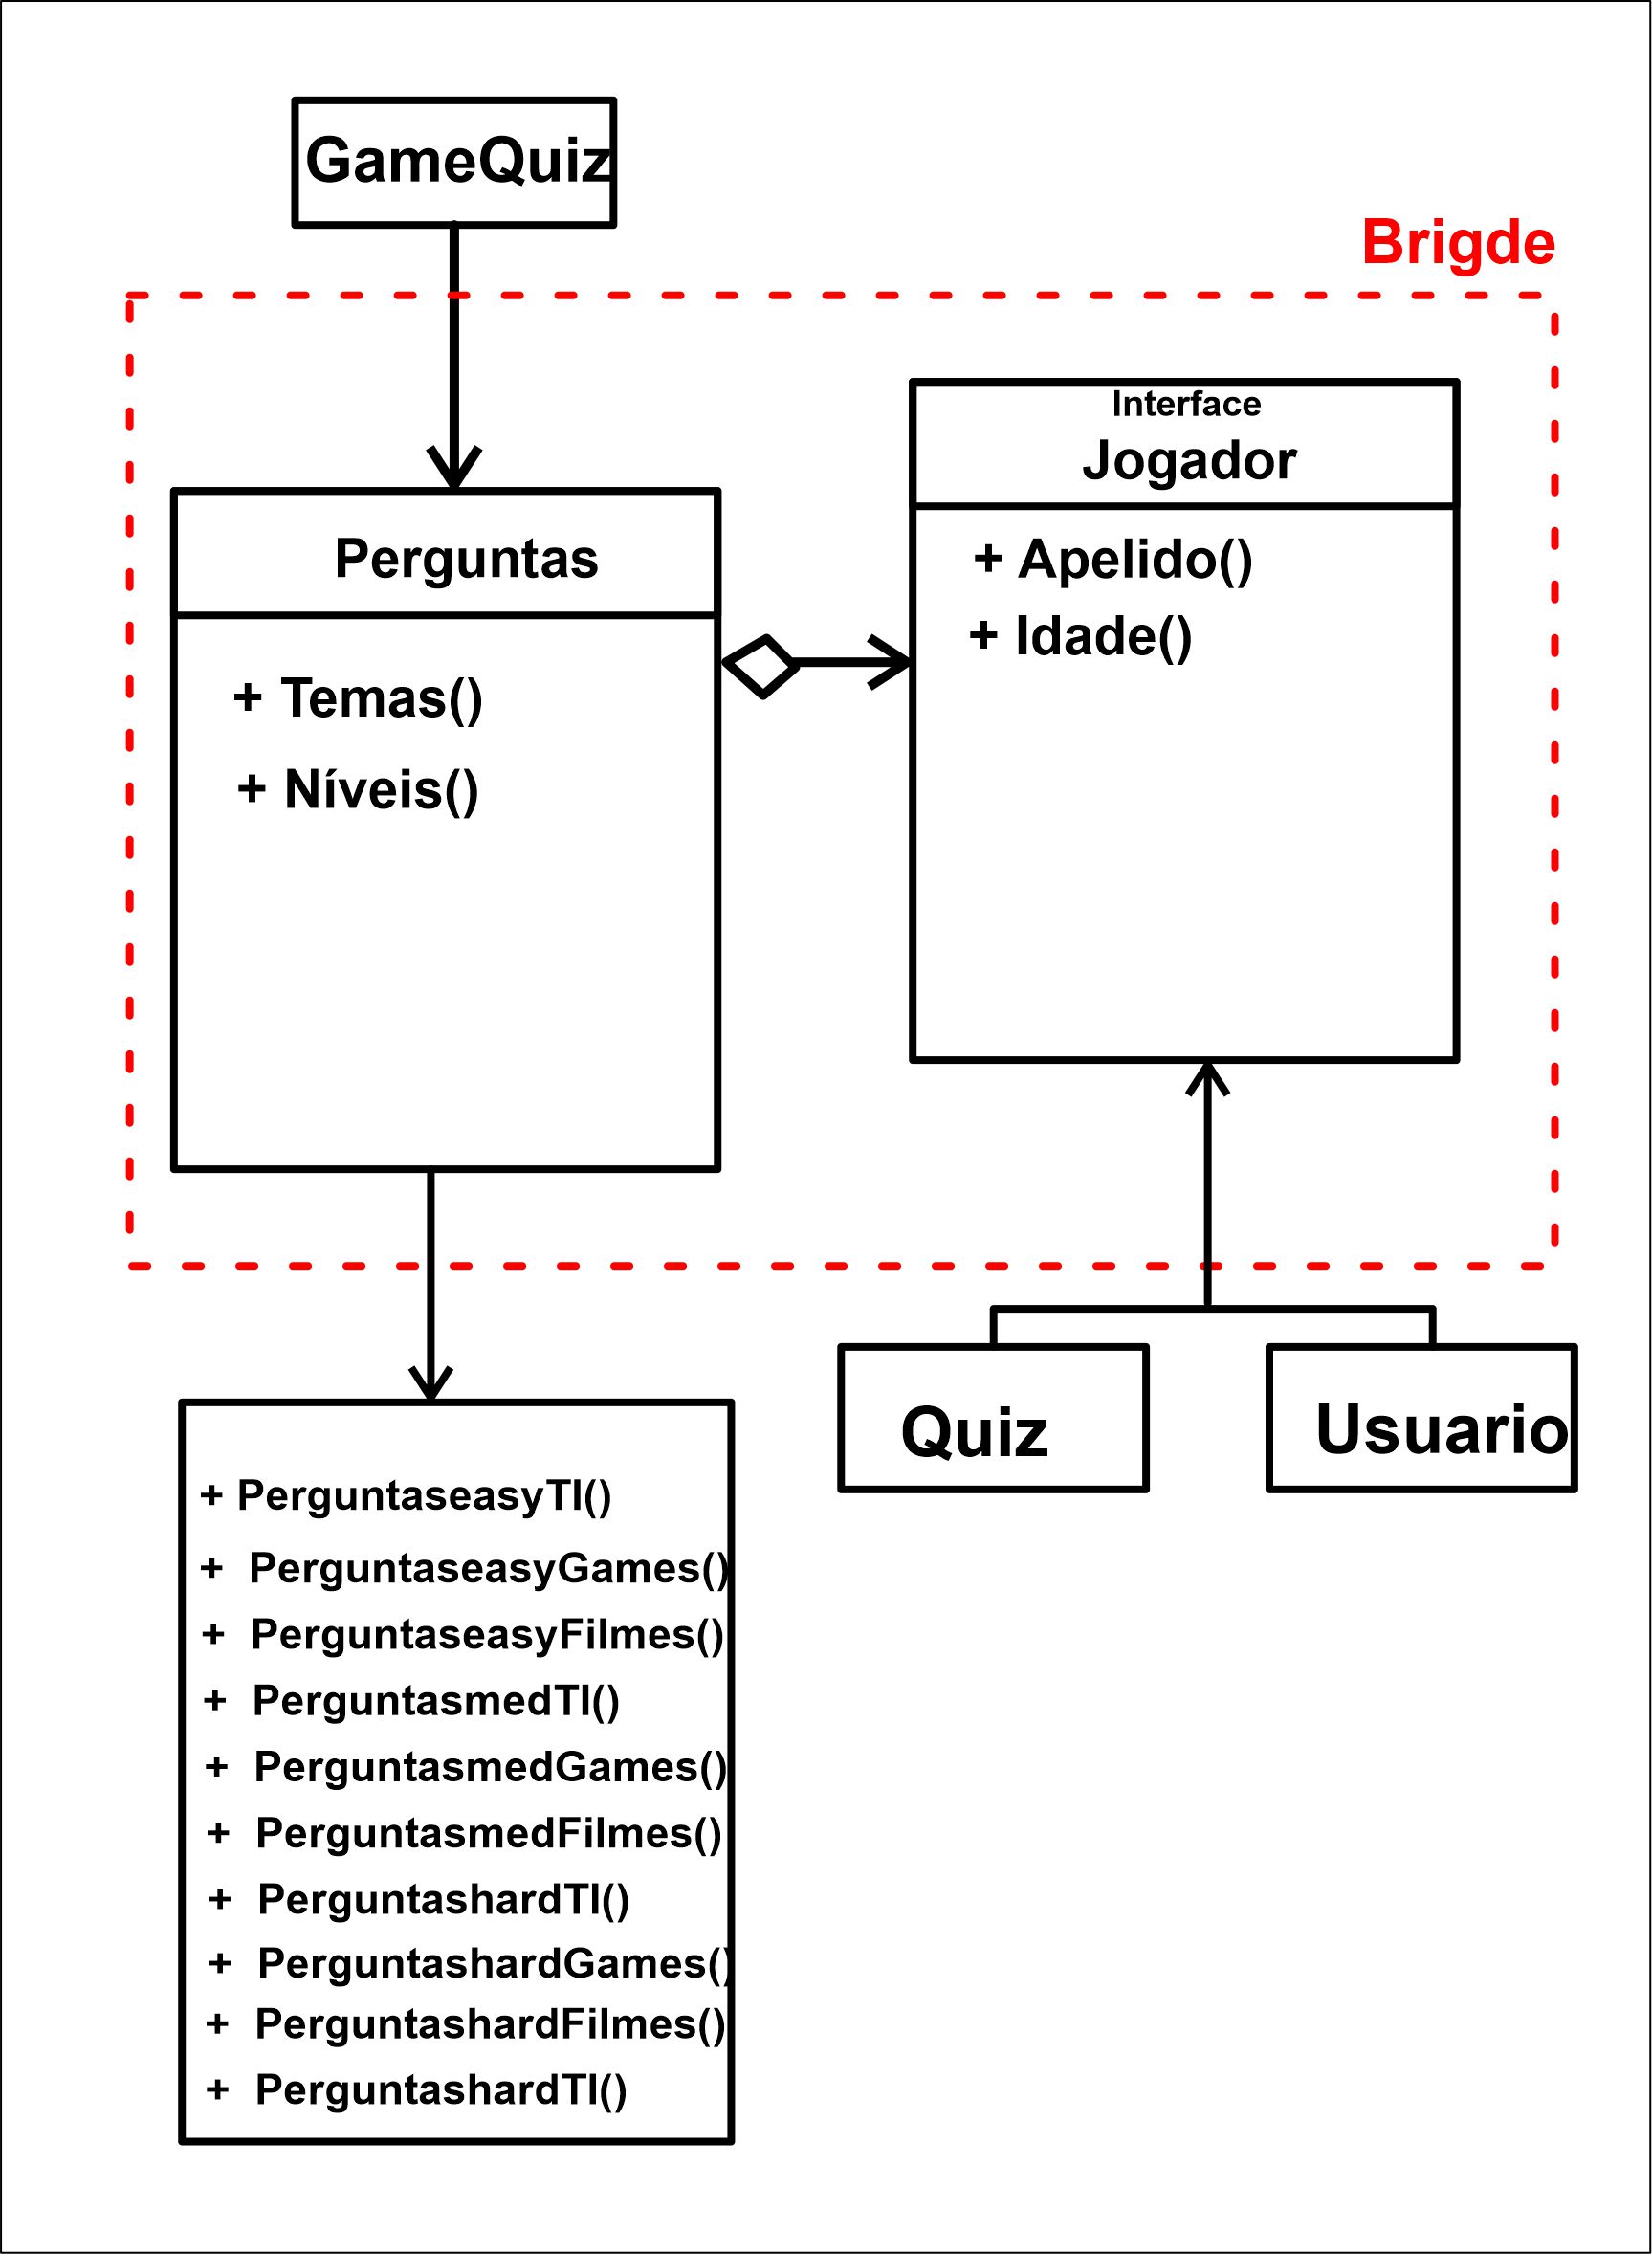 GameQuiz
Brigde
Interface
Jogador
+ Apelido()
+ Idade()
Perguntas
+ Temas()
+ Níveis()
Quiz
Usuario
+ PerguntaseasyTI()
+ PerguntaseasyGames()
+ PerguntaseasyFilmes()
+ PerguntasmedTI()
+ PerguntasmedGames()
+ PerguntasmedFilmes()
+ PerguntashardTI()
+ PerguntashardGames()
+ PerguntashardFilmes()
+ PerguntashardTI()